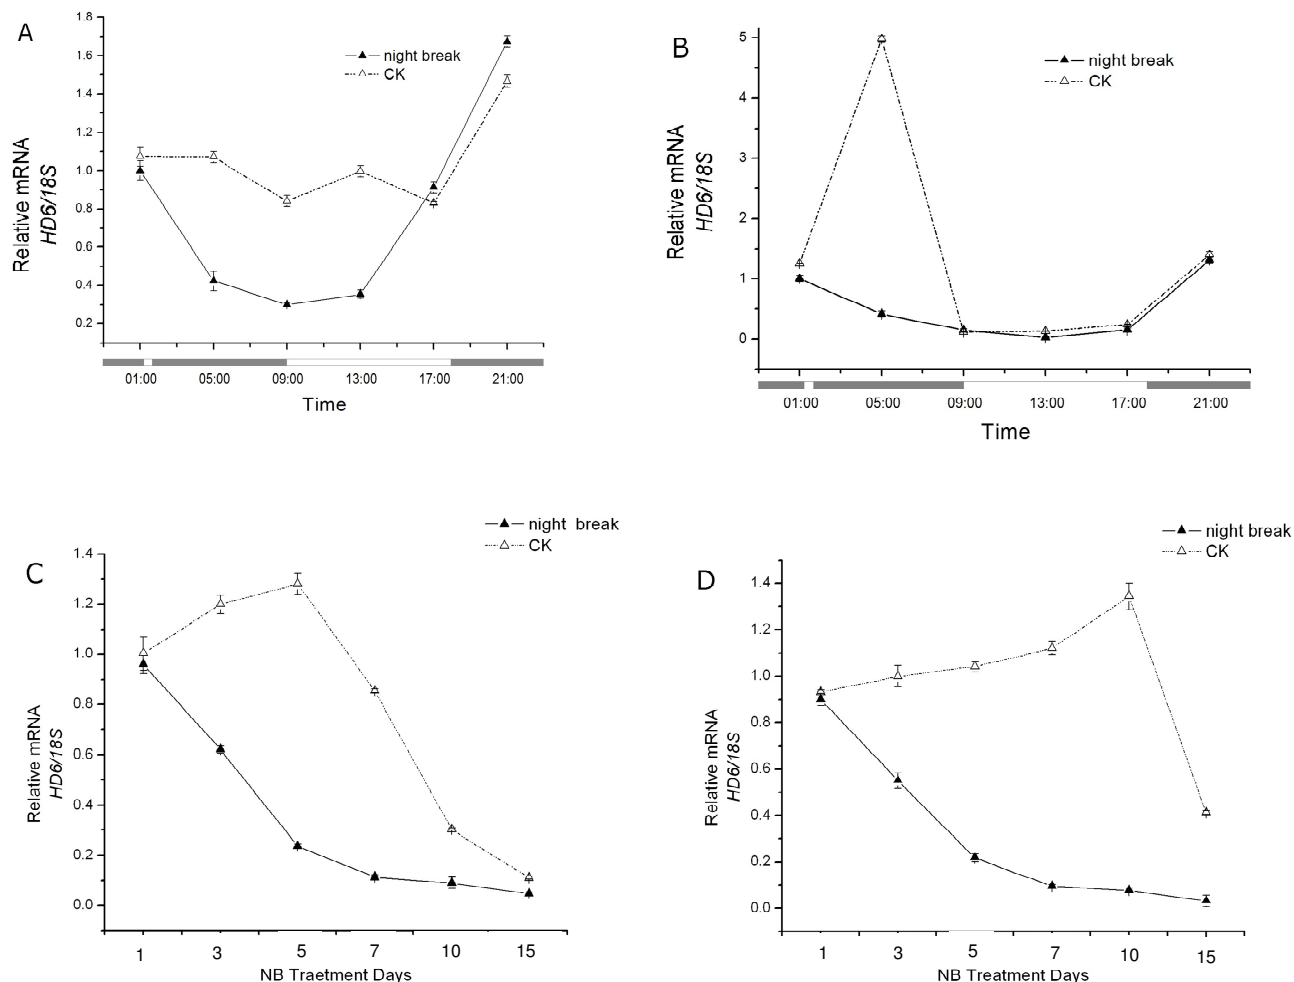 A
night break
CK
Relative mRNA
HD6/18S
1.8
1.6
1.4
1.2
1.0
0.8
0.6
0.4
0.2
01:00 05:00 09:00 13:00 17:00 21:00
Time
B
night break
CK
Relative mRNA
HD6/18S
5
4
3
2
1
0
01:00 05:00 09:00 13:00 17:00 21:00
Time
C
night break
CK
Relative mRNA
HD6/18S
1.4
1.2
1.0
0.8
0.6
0.4
0.2
0.0
1 3 5 7 10 15
NB Traetment Days
D
night break
CK
Relative mRNA
HD6/18S
1.4
1.2
1.0
0.8
0.6
0.4
0.2
0.0
1 3 5 7 10 15
NB Treatment Days